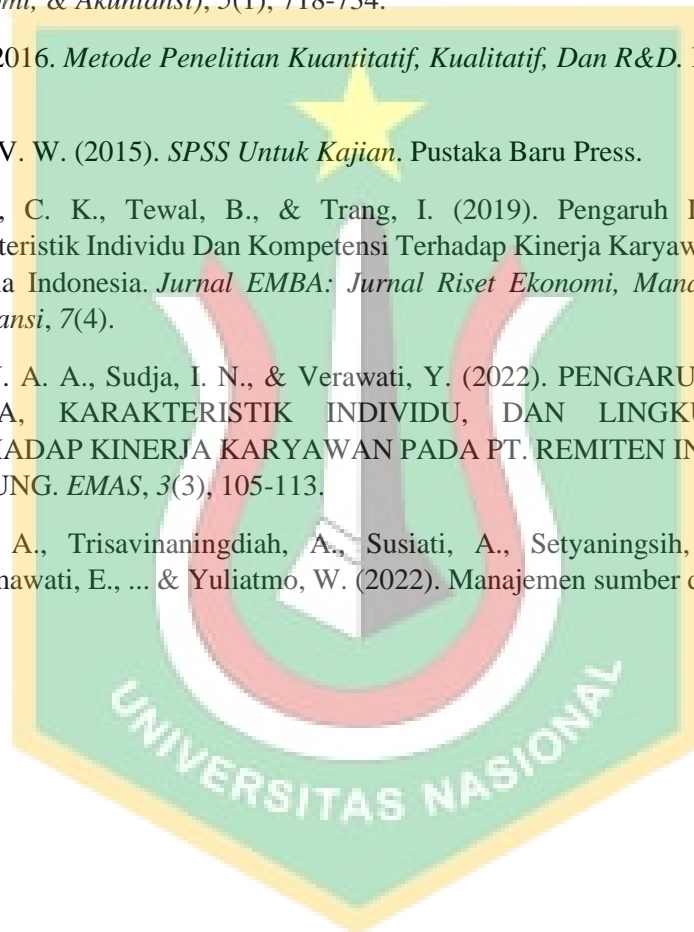 mi, & Akuntansi), 5(1), 718-734.
2016. Metode Penelitian Kuantitatif, Kualitatif, Dan R&D.
V. W. (2015). SPSS Untuk Kajian. Pustaka Baru Press.
, C. K., Tewal, B., & Trang, I. (2019). Pengaruh
teristik Individu Dan Kompetensi Terhadap Kinerja Karyaw
a Indonesia. Jurnal EMBA: Jurnal Riset Ekonomi, Mana
ansi, 7(4).
. A. A., Sudja, I. N., & Verawati, Y. (2022). PENGARU
A, KARAKTERISTIK INDIVIDU, DAN LINGKU
HADAP KINERJA KARYAWAN PADA PT. REMITEN IN
UNG. EMAS, 3(3), 105-113.
A., Trisavinaningdiah, A., Susiati, A., Setyaningsih,
nawati, E., ... & Yuliatmo, W. (2022). Manajemen sumber d
UNIVERSITAS NASIONAL